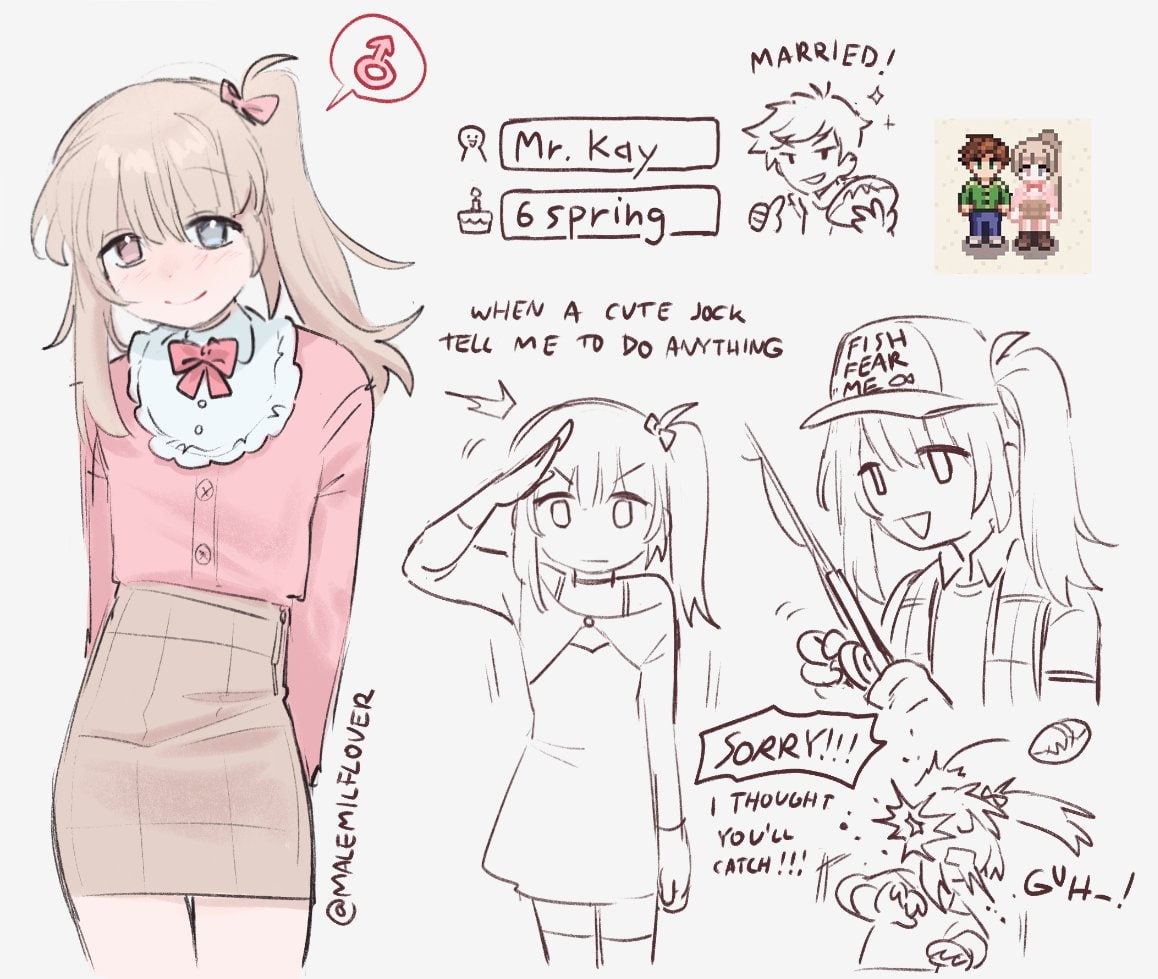 MARRIED!
Mr. Kay
6 spring
WHEN A CUTE JOCK
TELL ME TO DO ANYTHING
FISH
FEAR
ME ∞
@MALEMILFLOVER
SORRY!!!
I THOUGHT
YOU'LL
CATCH!!!
GUH_!